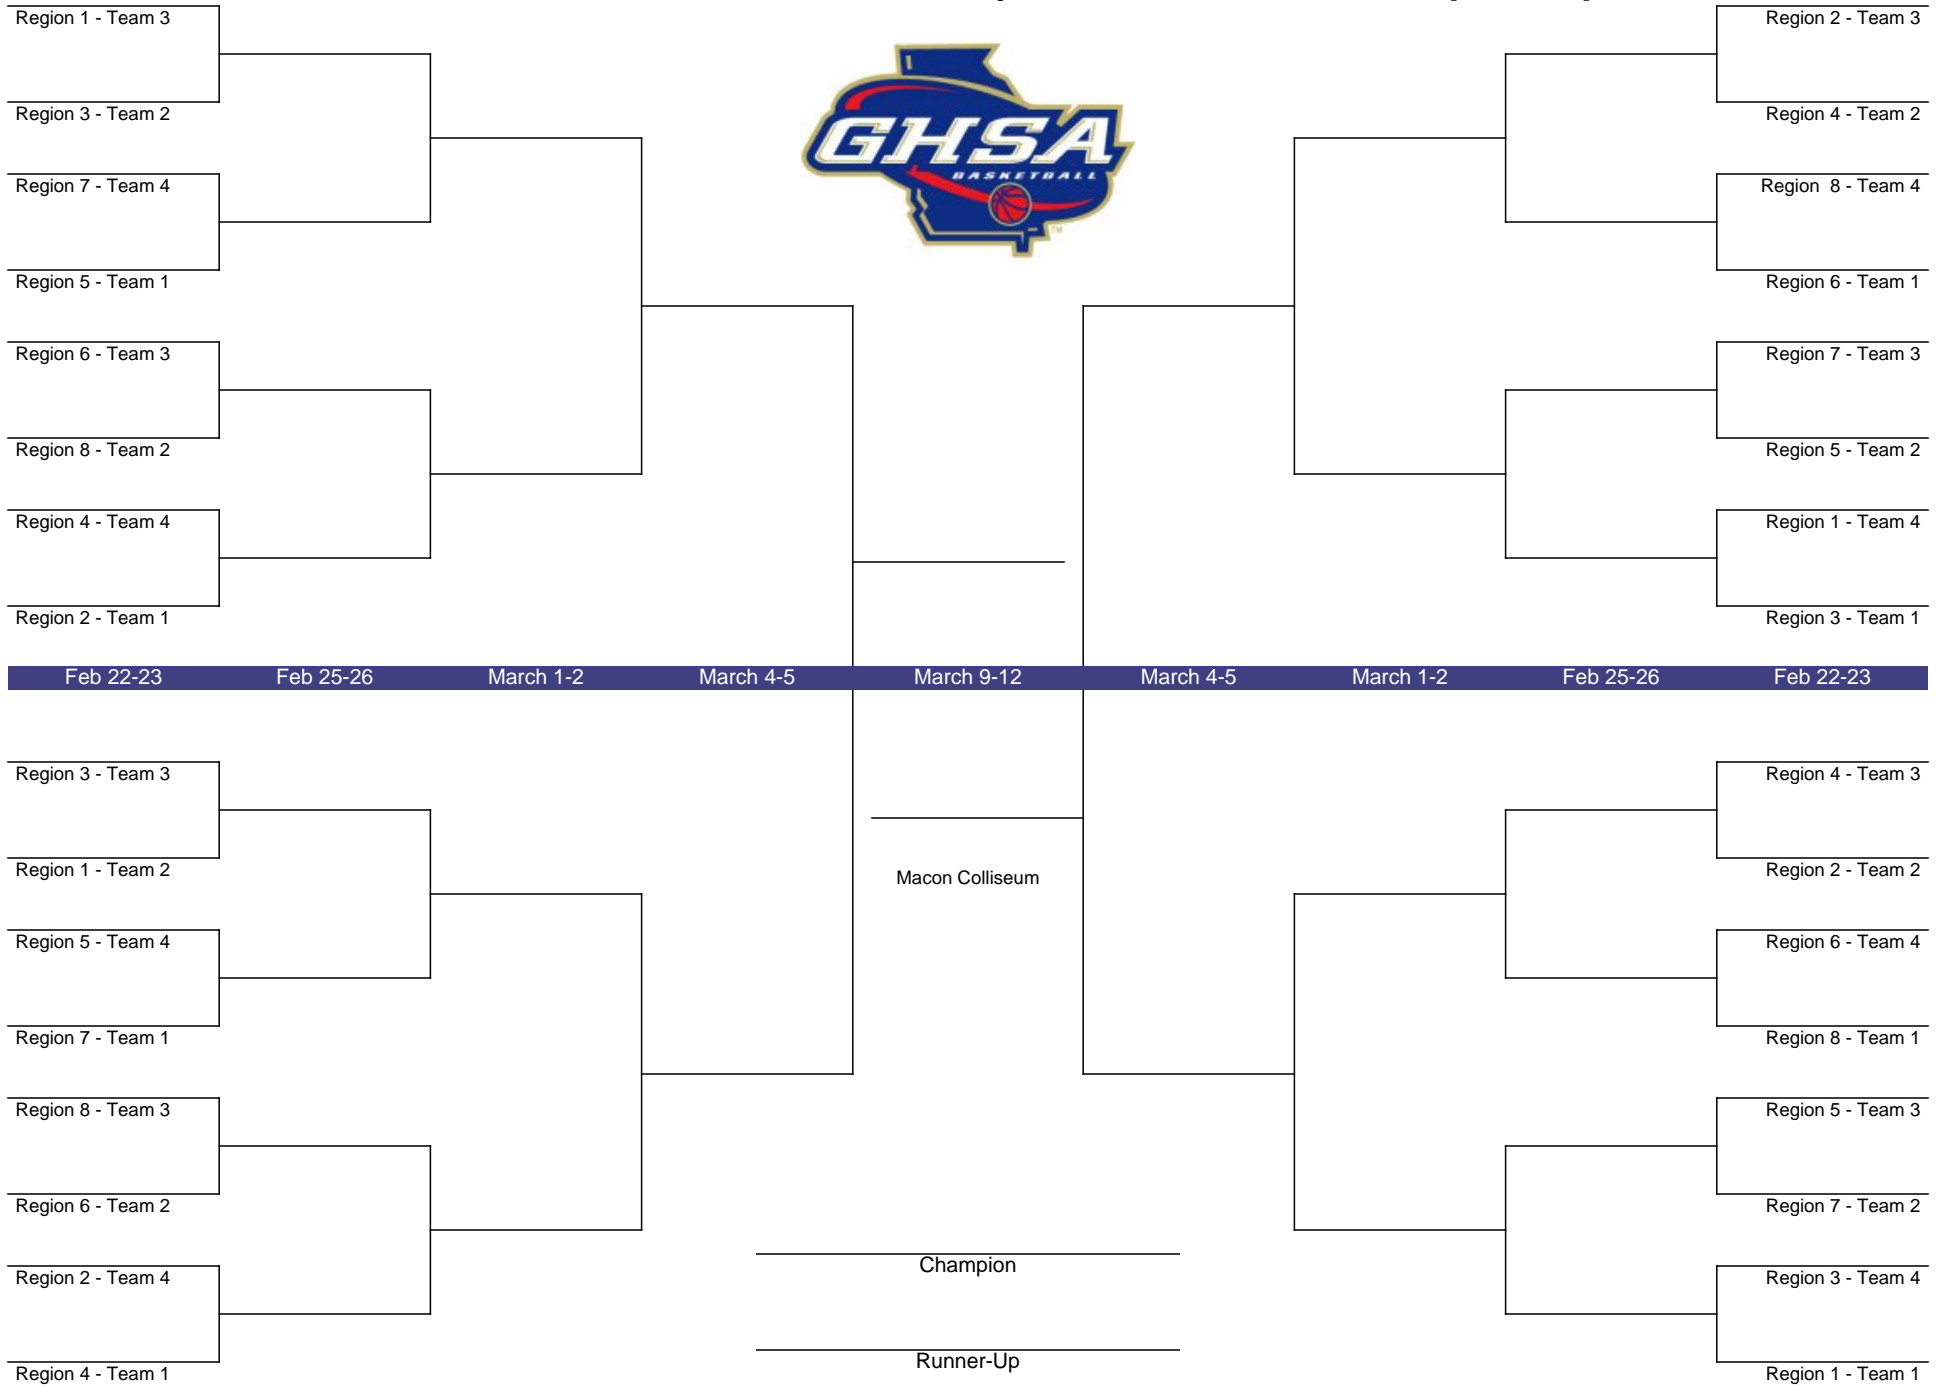 Region 1 - Team 3
Region 3 - Team 2
Region 7 - Team 4
Region 5 - Team 1
Region 6 - Team 3
Region 8 - Team 2
Region 4 - Team 4
Region 2 - Team 1
GHSA
BASKETBALL
TM
Region 2 - Team 3
Region 4 - Team 2
Region 8 - Team 4
Region 6 - Team 1
Region 7 - Team 3
Region 5 - Team 2
Region 1 - Team 4
Region 3 - Team 1
Feb 22-23 Feb 25-26 March 1-2 March 4-5 March 9-12 March 4-5 March 1-2 Feb 25-26 Feb 22-23
Region 3 - Team 3
Region 1 - Team 2
Region 5 - Team 4
Region 7 - Team 1
Region 8 - Team 3
Region 6 - Team 2
Region 2 - Team 4
Region 4 - Team 1
Macon Colliseum
Champion
Runner-Up
Region 4 - Team 3
Region 2 - Team 2
Region 6 - Team 4
Region 8 - Team 1
Region 5 - Team 3
Region 7 - Team 2
Region 3 - Team 4
Region 1 - Team 1